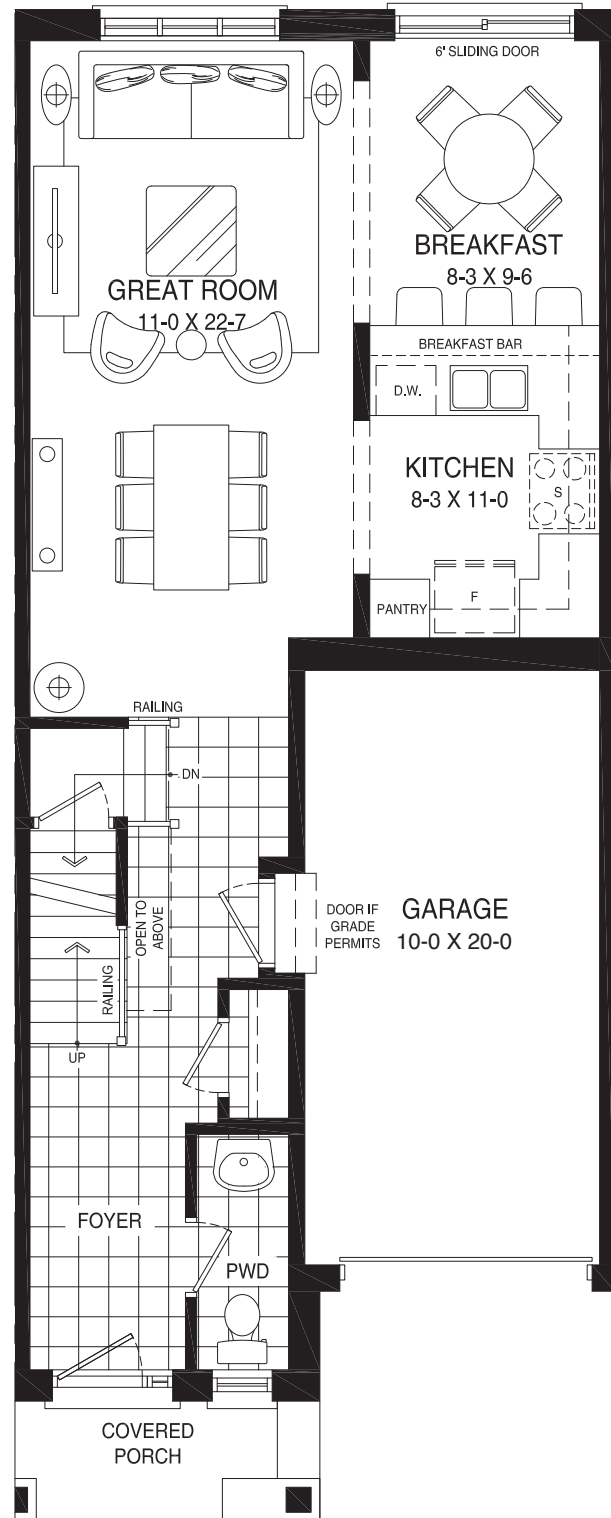 6' SLIDING DOOR
BREAKFAST
8-3 X 9-6
GREAT ROOM
11-0 X 22-7
BREAKFAST BAR
D.W.
KITCHEN
8-3 X 11-0
S
F
PANTRY
RAILING
DN
OPEN TO
ABOVE
DOOR IF
GRADE
PERMITS
GARAGE
10-0 X 20-0
RAILING
UP
FOYER
PWD
COVERED
PORCH